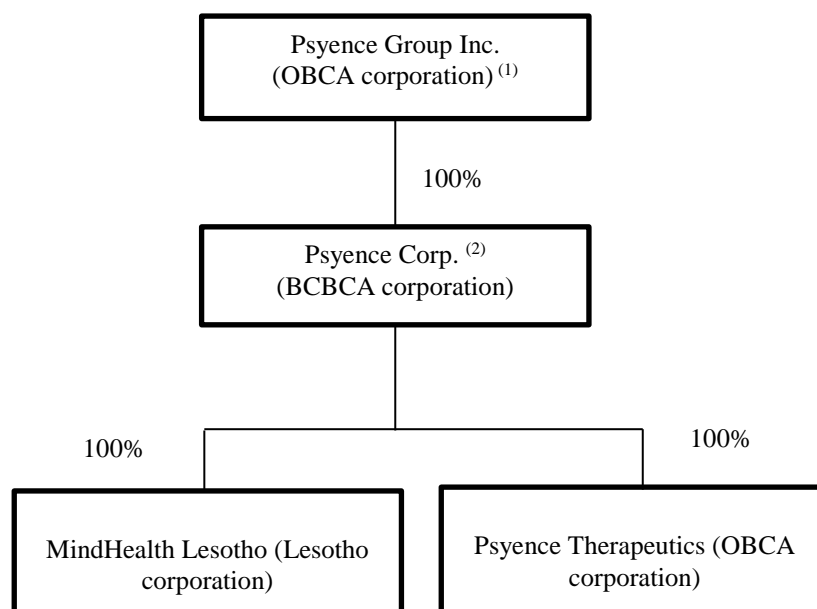 Psyence Group Inc.
(OBCA corporation) (1)
100%
Psyence Corp. (2)
(BCBCA corporation)
100%
100%
MindHealth Lesotho (Lesotho
corporation)
Psyence Therapeutics (OBCA
corporation)